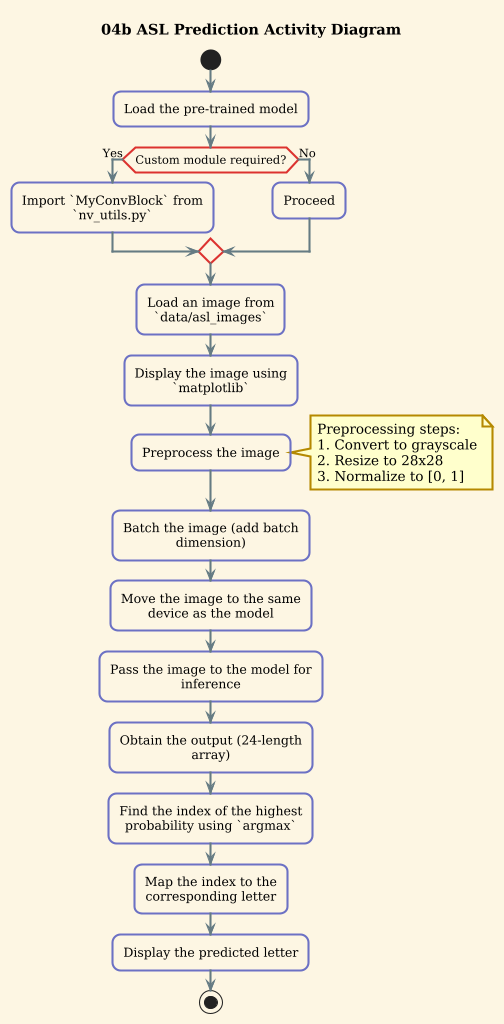 04b ASL Prediction Activity Diagram
Load the pre-trained model
Yes
Custom module required?
No
Import `MyConvBlock` from
`nv_utils.py`
Proceed
Load an image from
`data/asl_images`
Display the image using
`matplotlib`
Preprocess the image
Preprocessing steps:
1. Convert to grayscale
2. Resize to 28x28
3. Normalize to [0, 1]
Batch the image (add batch
dimension)
Move the image to the same
device as the model
Pass the image to the model for
inference
Obtain the output (24-length
array)
Find the index of the highest
probability using `argmax`
Map the index to the
corresponding letter
Display the predicted letter